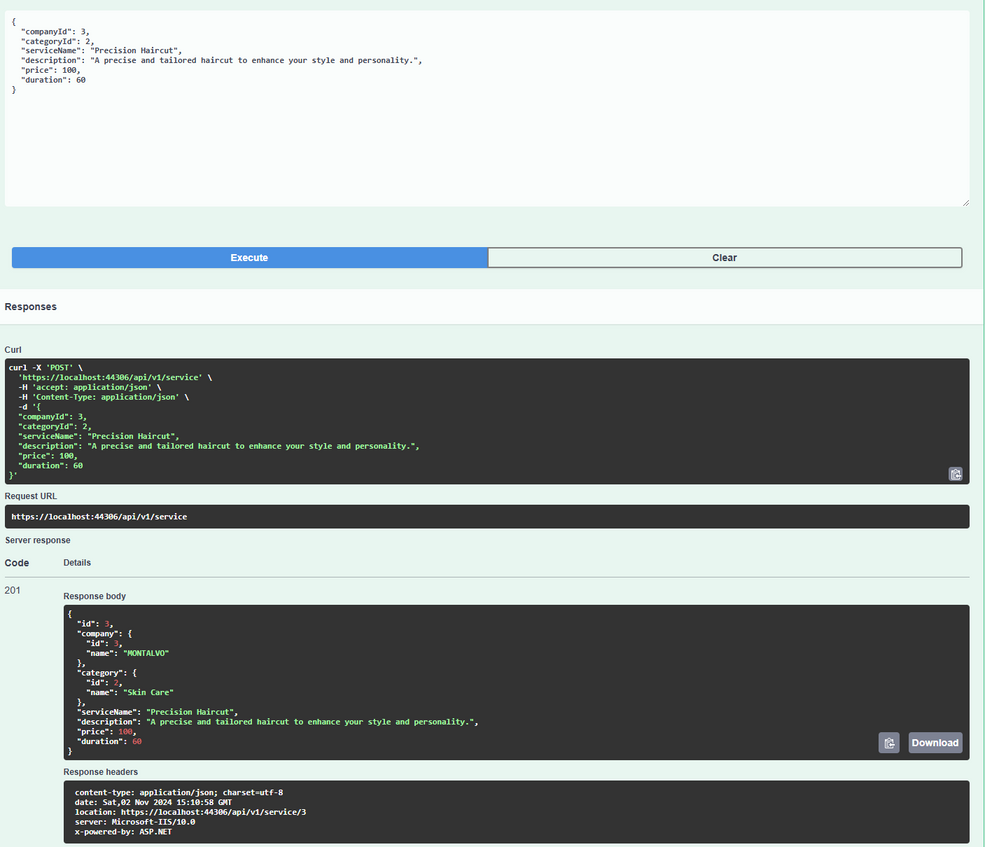 {
  "companyId": 3,
  "categoryId": 2,
  "serviceName": "Precision Haircut",
  "description": "A precise and tailored haircut to enhance your style and personality.",
  "price": 100,
  "duration": 60
}
Execute
Clear
Responses
Curl
curl -X 'POST' \
  'https://localhost:44306/api/v1/service' \
  -H 'accept: application/json' \
  -H 'Content-Type: application/json' \
  -d '{
  "companyId": 3,
  "categoryId": 2,
  "serviceName": "Precision Haircut",
  "description": "A precise and tailored haircut to enhance your style and personality.",
  "price": 100,
  "duration": 60
}'
Request URL
https://localhost:44306/api/v1/service
Server response
Code Details
201
Response body
{
  "id": 3,
  "company": {
    "id": 3,
    "name": "MONTALVO"
  },
  "category": {
    "id": 2,
    "name": "Skin Care"
  },
  "serviceName": "Precision Haircut",
  "description": "A precise and tailored haircut to enhance your style and personality.",
  "price": 100,
  "duration": 60
}
Download
Response headers
content-type: application/json; charset=utf-8
date: Sat,02 Nov 2024 15:10:58 GMT
location: https://localhost:44306/api/v1/service/3
server: Microsoft-IIS/10.0
x-powered-by: ASP.NET